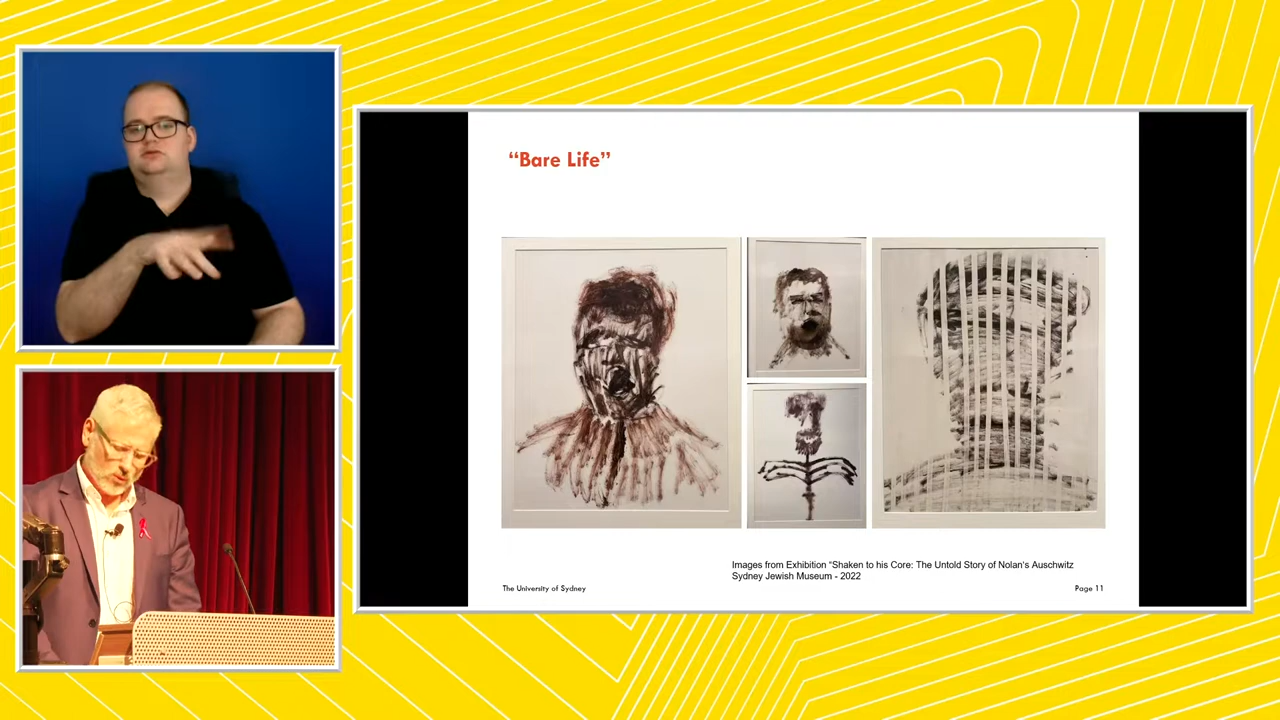 “Bare Life”
Images from Exhibition “Shaken to his Core: The Untold Story of Nolan’s Auschwitz
Sydney Jewish Museum - 2022
The University of Sydney
Page 11